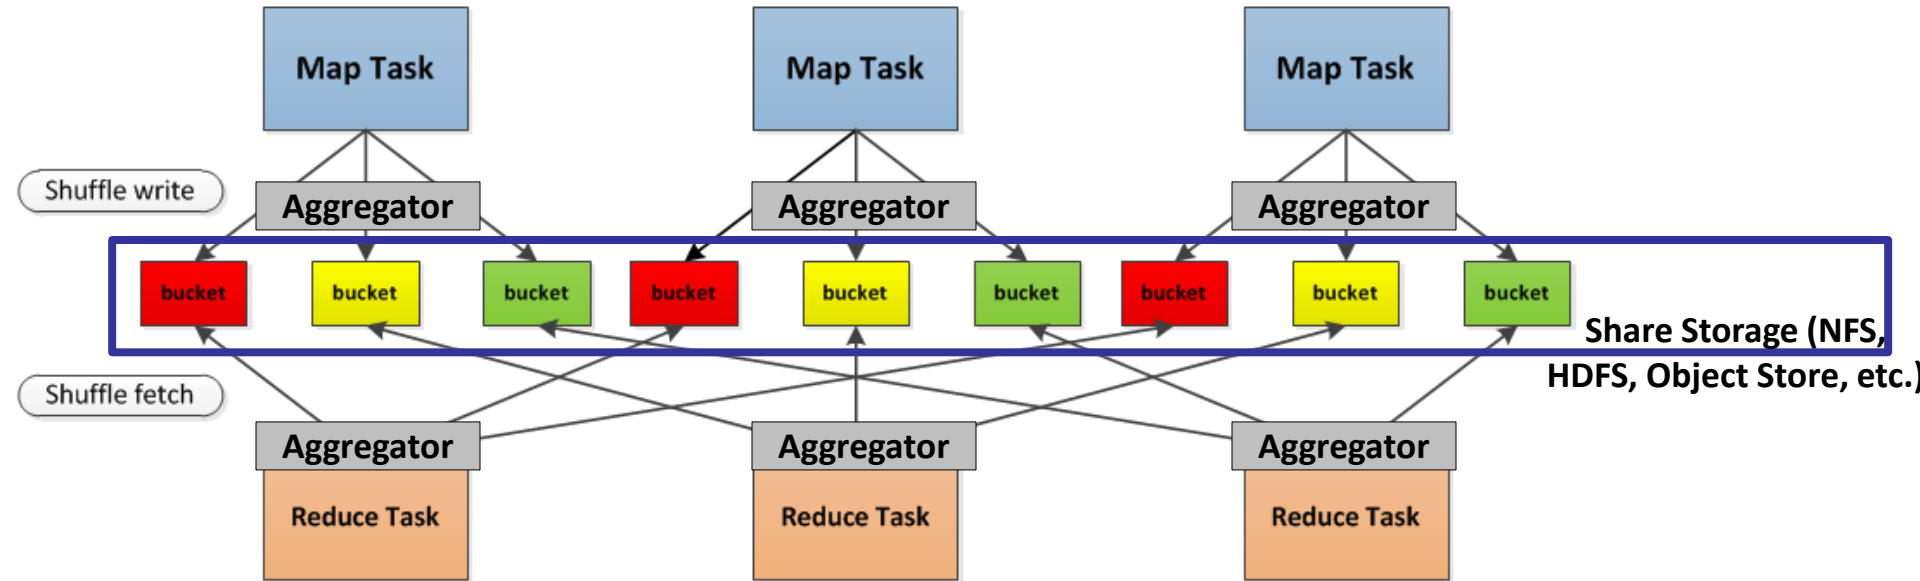 Map Task
Map Task
Map Task
Shuffle write
Aggregator
Aggregator
Aggregator
bucket
bucket
bucket
bucket
bucket
bucket
bucket
bucket
bucket
Share Storage (NFS,
HDFS, Object Store, etc.)
Shuffle fetch
Aggregator
Aggregator
Aggregator
Reduce Task
Reduce Task
Reduce Task